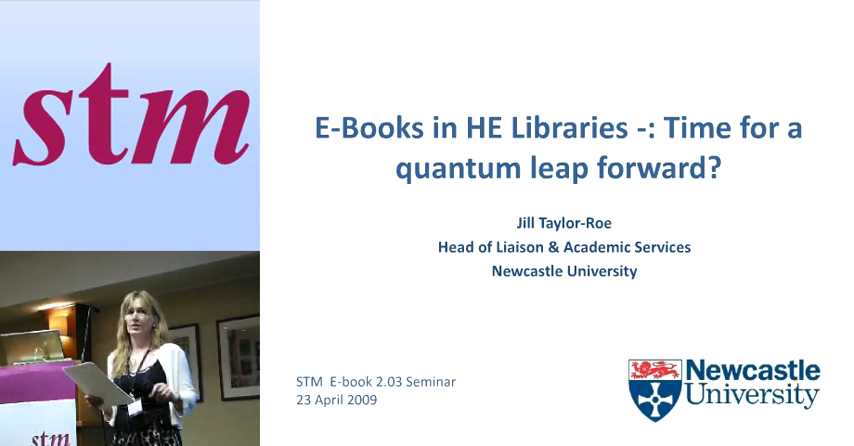 stm
E-Books in HE Libraries -: Time for a
quantum leap forward?
Jill Taylor-Roe
Head of Liaison & Academic Services
Newcastle University
STM E-book 2.03 Seminar
23 April 2009
Newcastle
University
stm